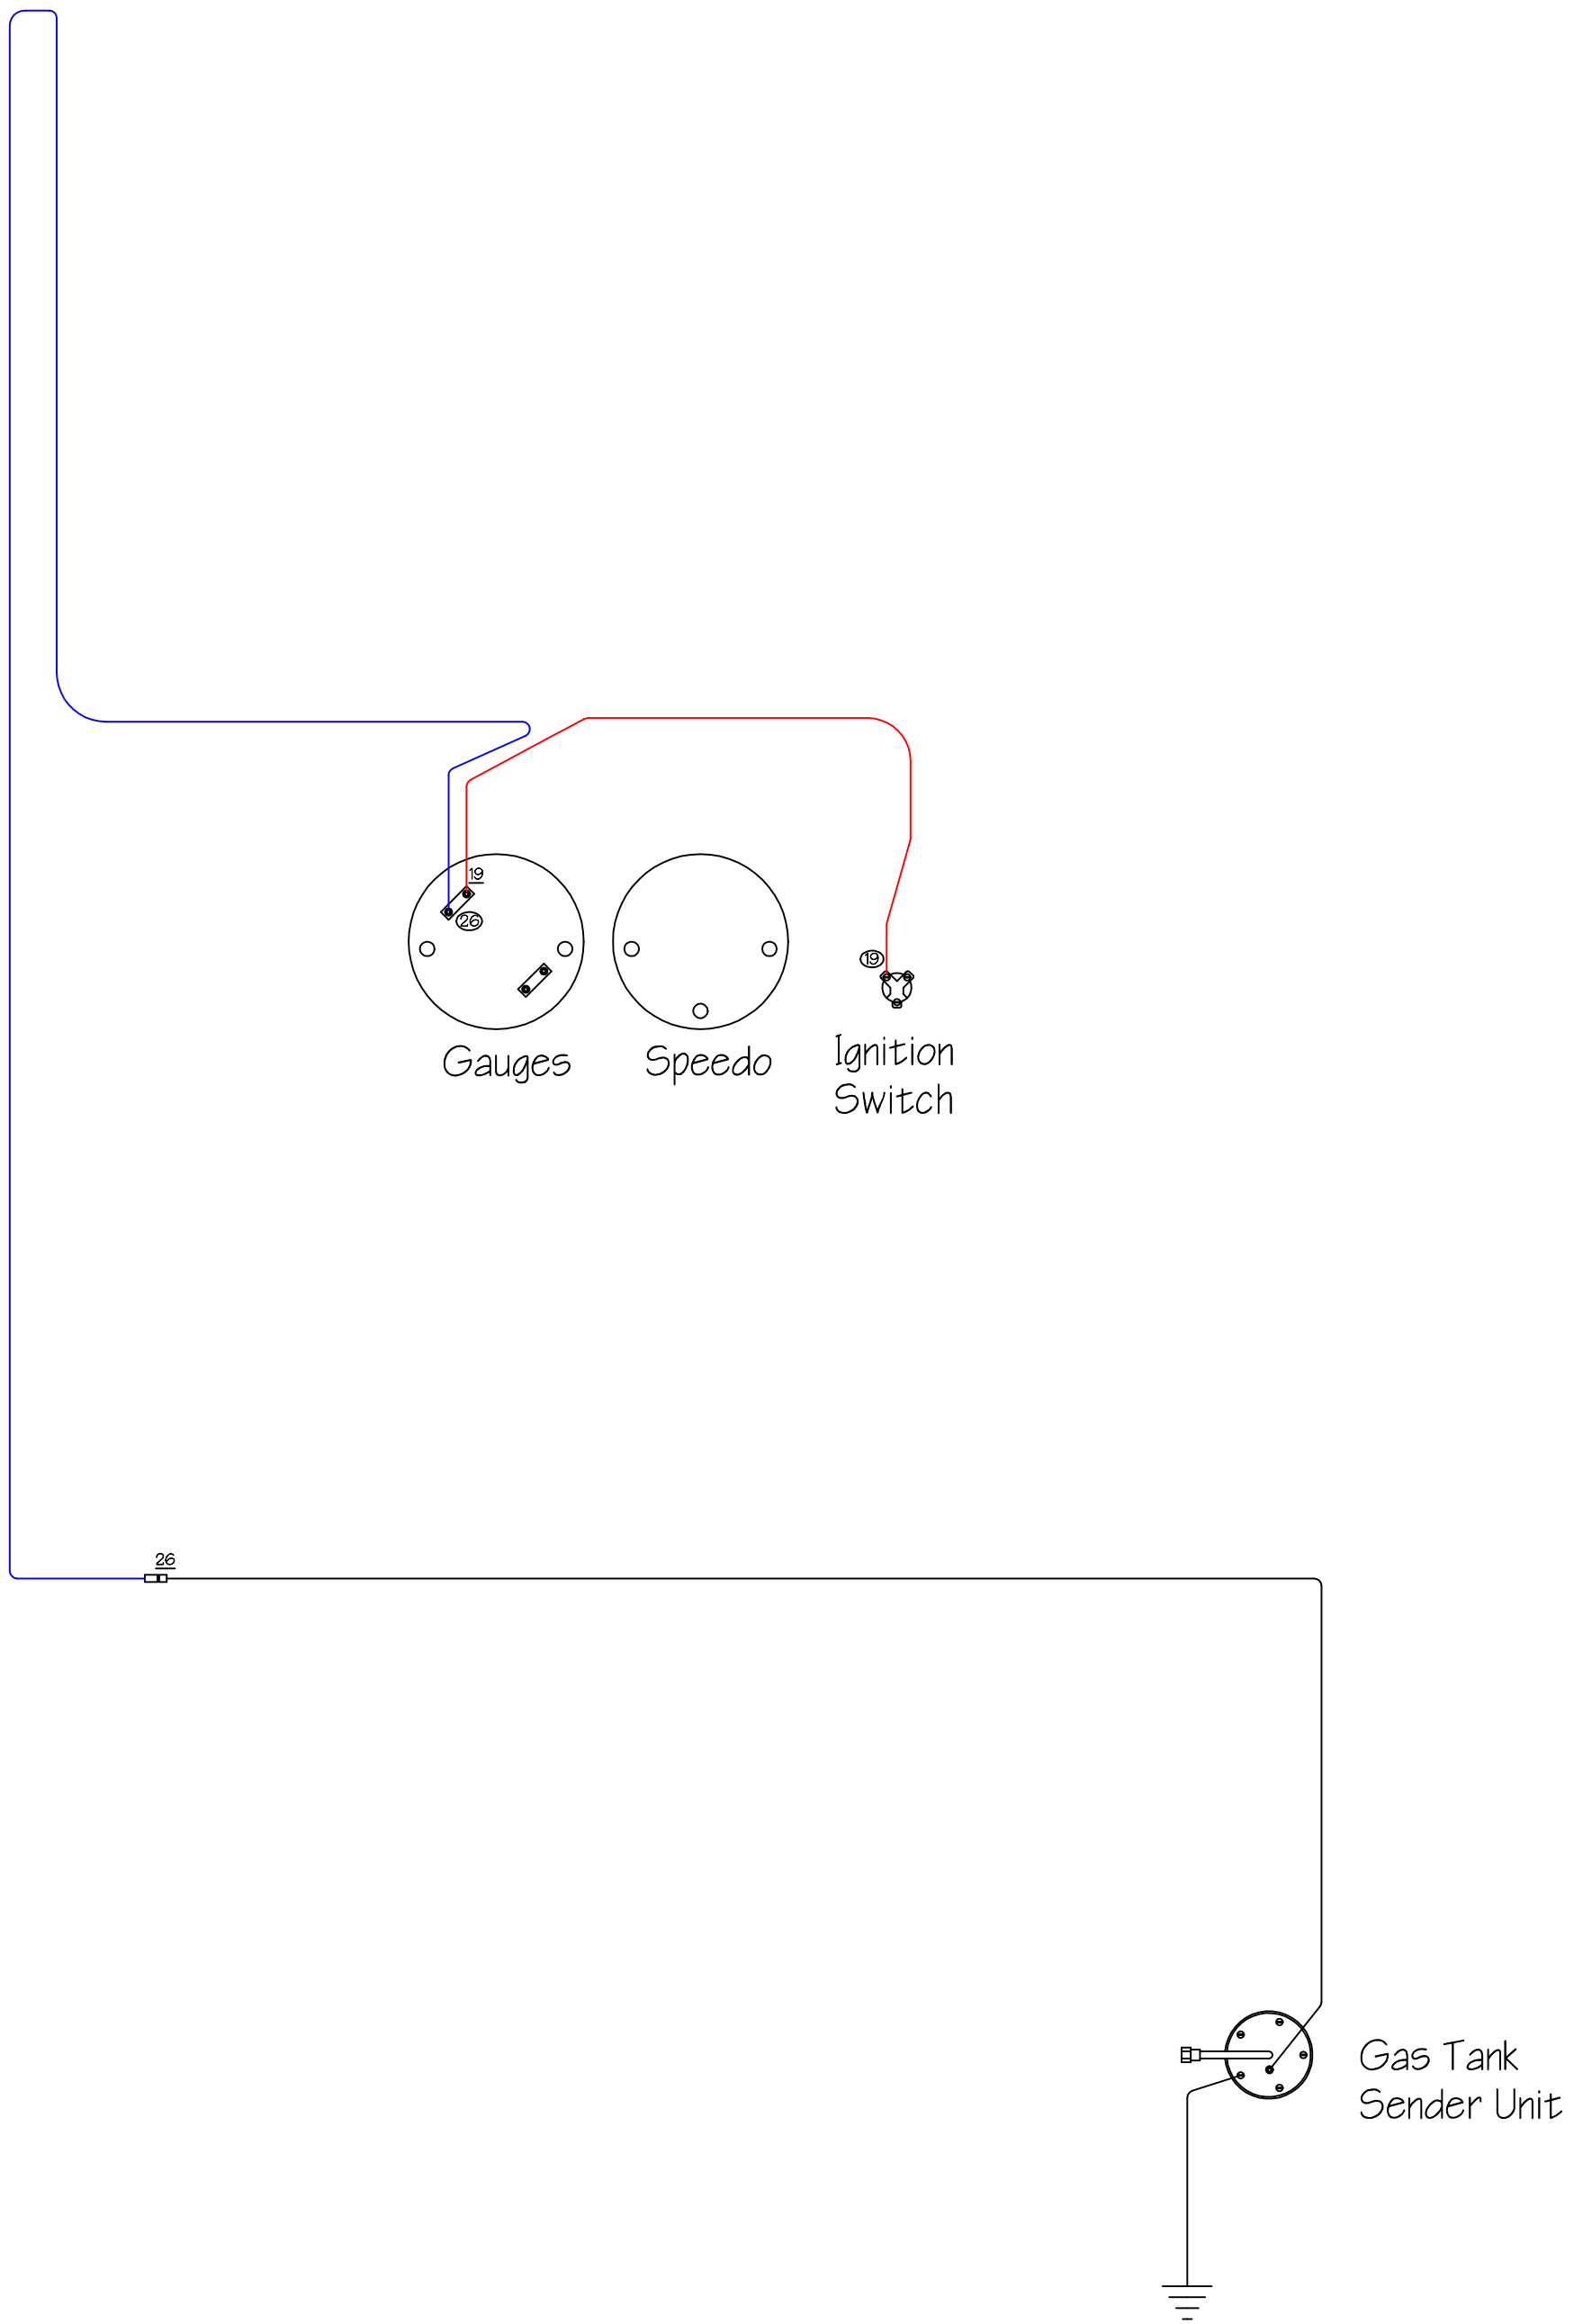 19
26
19
Gauges
Speedo
Ignition
Switch
26
Gas Tank
Sender Unit